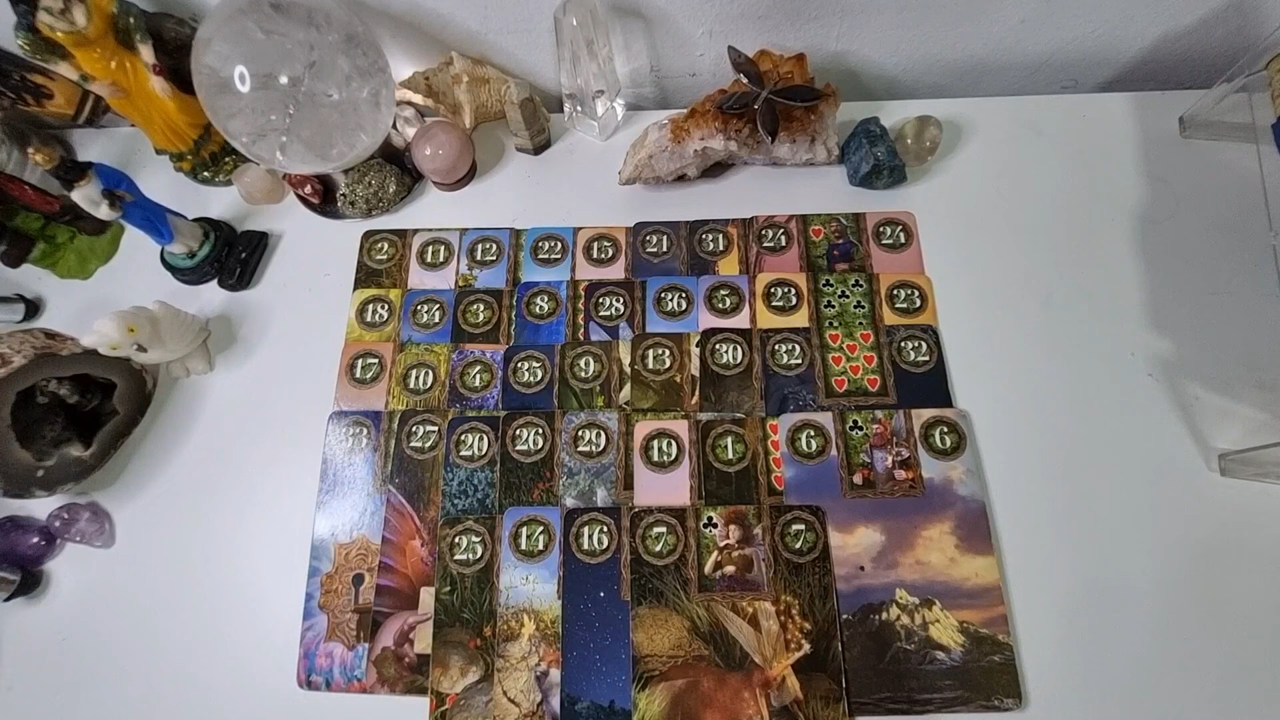 2 11 12 22 15 21 31 24 24
18 34 3 8 28 36 5 23 23
17 10 4 35 9 13 30 32 32
33 27 20 26 29 19 1 6 6
25 14 16 7 7